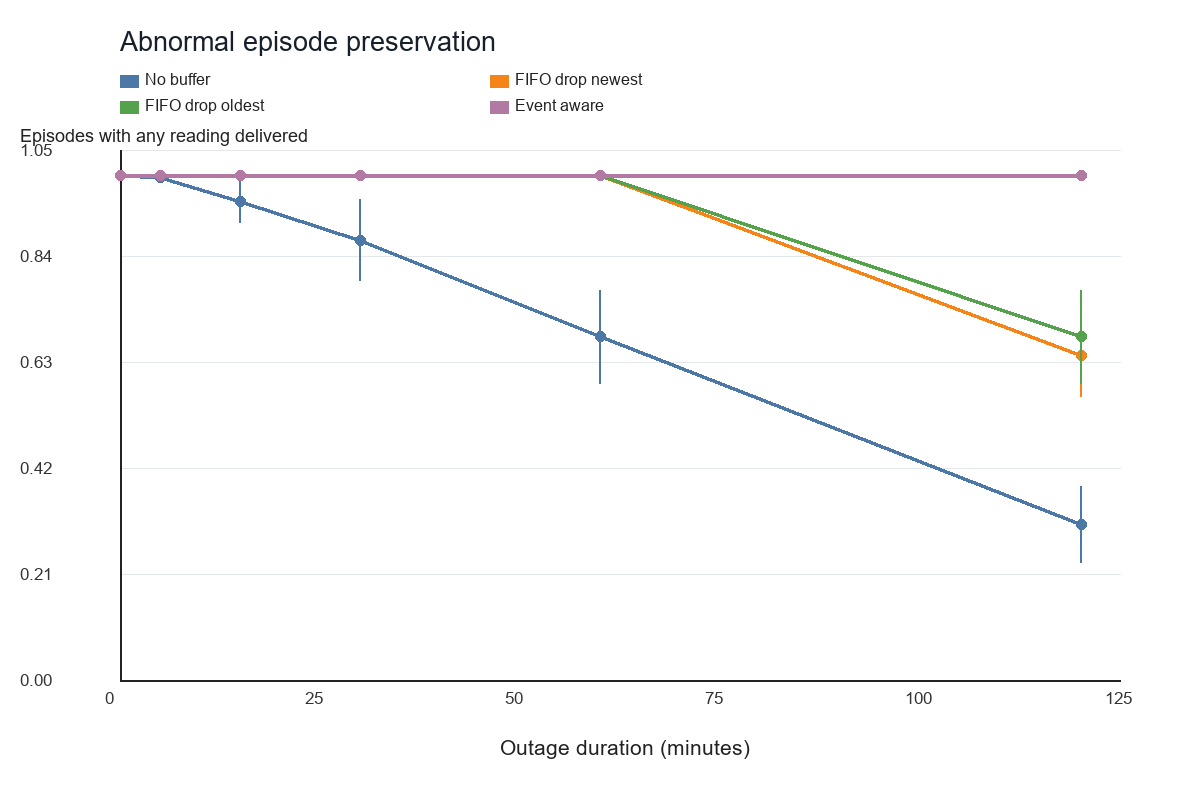 Abnormal episode preservation
No buffer
FIFO drop newest
FIFO drop oldest
Event aware
Episodes with any reading delivered
1.05
0.84
0.63
0.42
0.21
0.00
0 25 50 75 100 125
Outage duration (minutes)